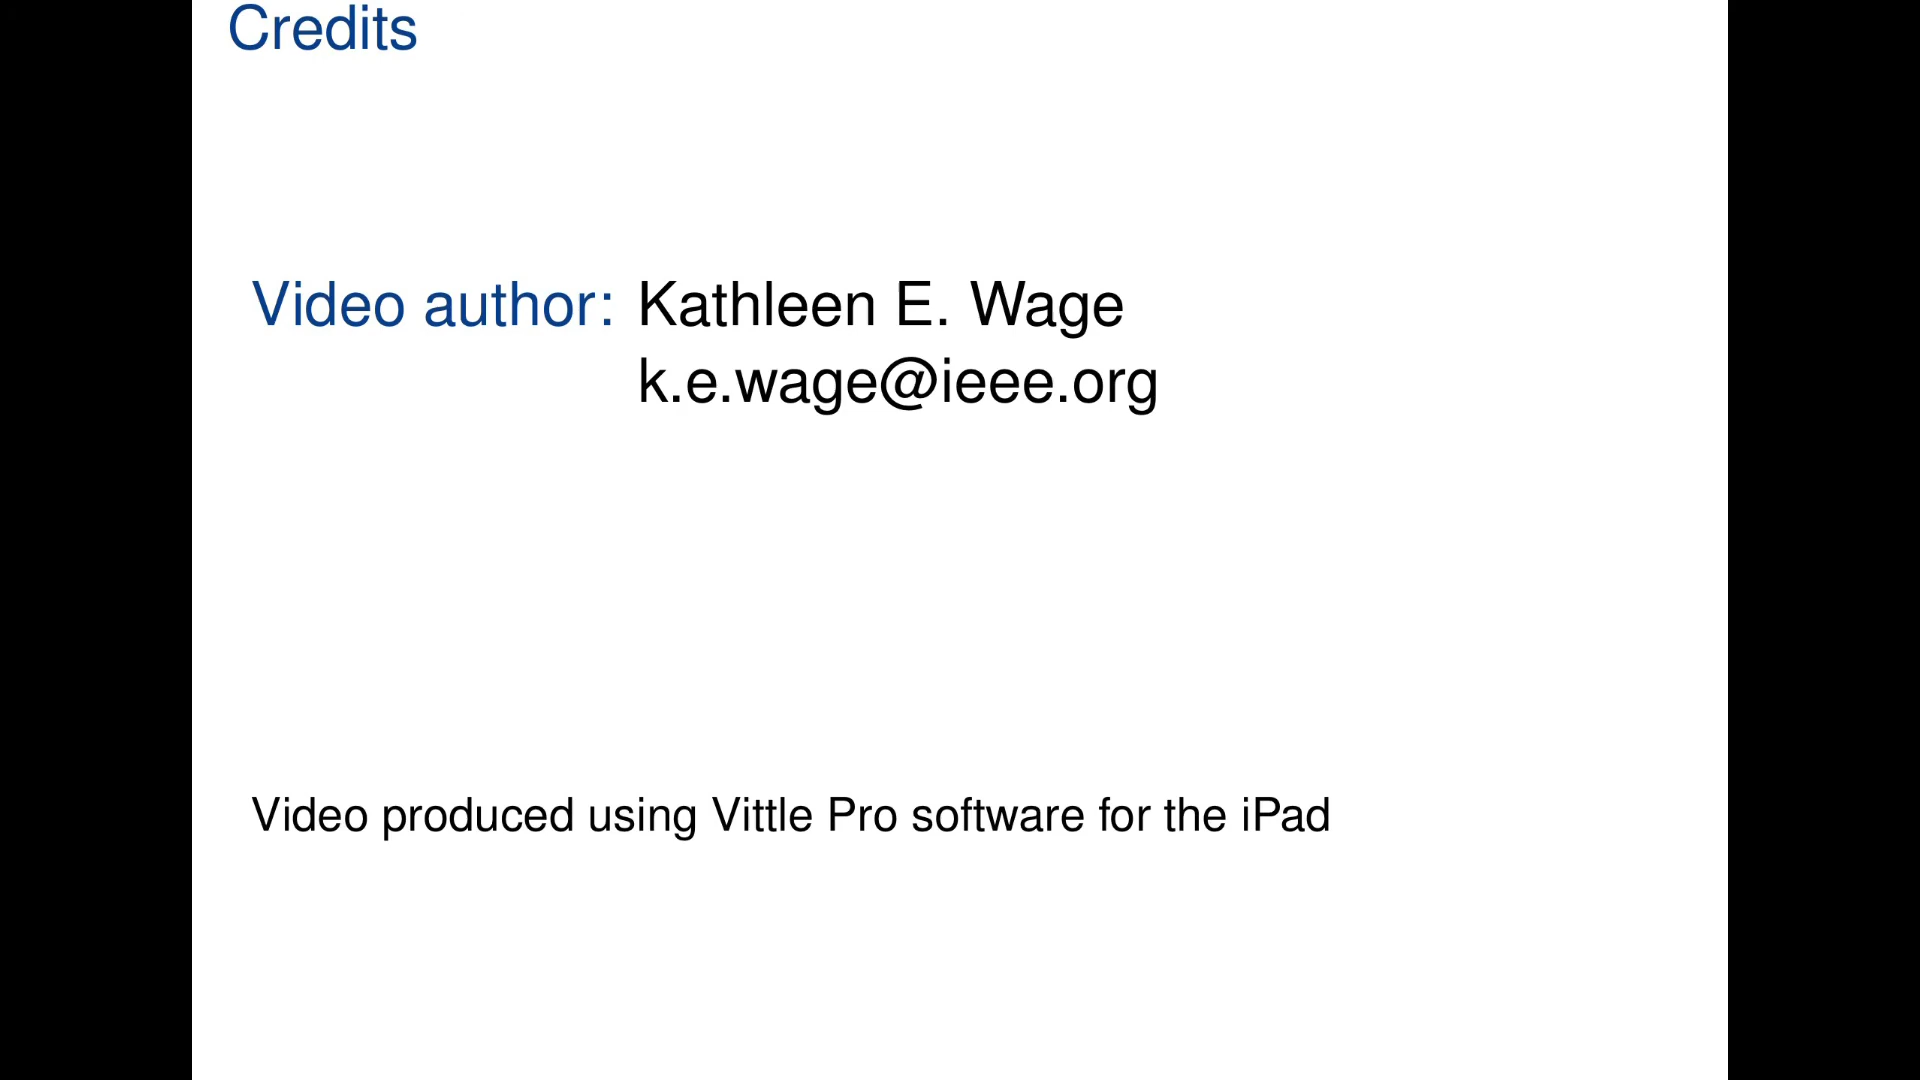 Credits
Video author: Kathleen E. Wage
k.e.wage@ieee.org
Video produced using Vittle Pro software for the iPad